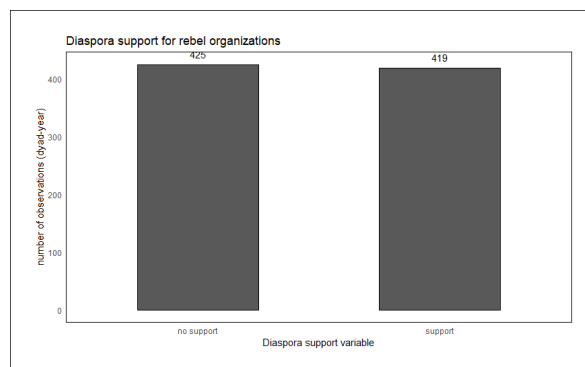 Diaspora support for rebel organizations
425
419
400
300
200
100
0
number of observations (dyad-year)
no support
support
Diaspora support variable